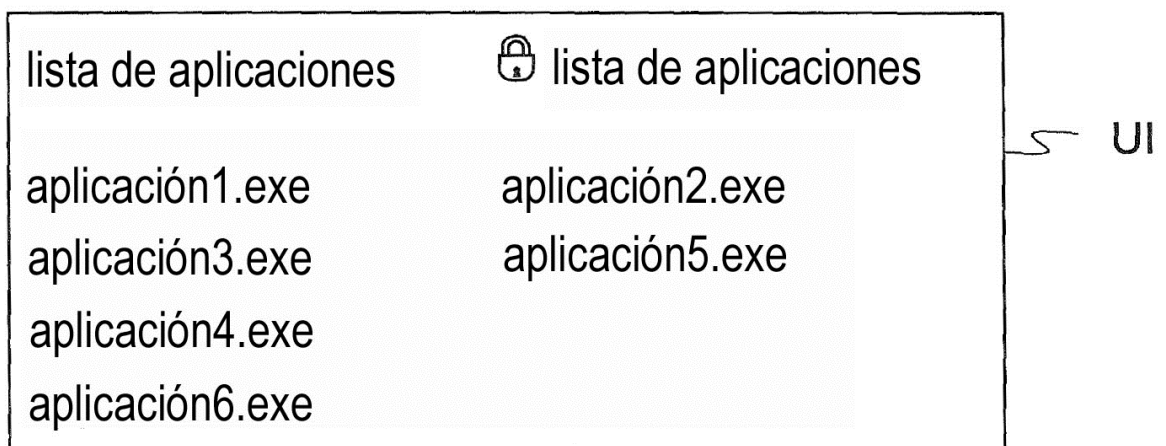 lista de aplicaciones
lista de aplicaciones
UI
aplicación1.exe
aplicación2.exe
aplicación3.exe
aplicación5.exe
aplicación4.exe
aplicación6.exe